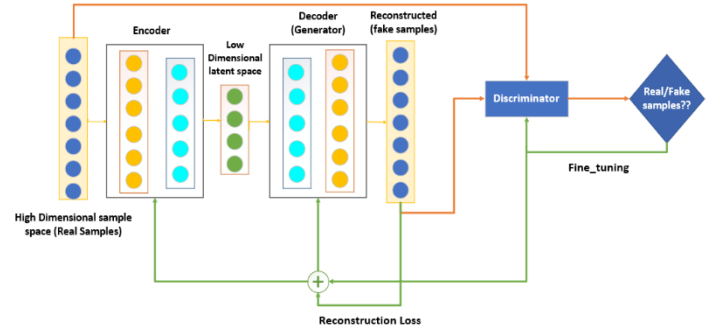 Encoder
Decoder
(Generator)
Reconstructed
(fake samples)
Low
Dimensional
latent space
Discriminator
Real/Fake
samples??
Fine_tuning
High Dimensional sample
space (Real Samples)
+
Reconstruction Loss